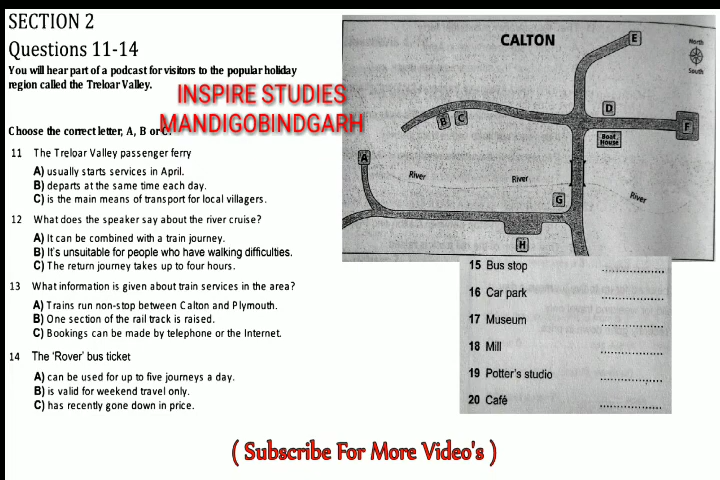 SECTION 2
Questions 11-14
You will hear part of a podcast for visitors to the popular holiday
region called the Treloar Valley.
INSPIRE STUDIES
MANDIGOBINDGARH
Choose the correct letter, A, B or C.
11 The Treloar Valley passenger ferry
A) usually starts services in April.
B) departs at the same time each day.
C) is the main means of transport for local villagers.
12 What does the speaker say about the river cruise?
A) It can be combined with a train journey.
B) It's unsuitable for people who have walking difficulties.
C) The return journey takes up to four hours.
13 What information is given about train services in the area?
A) Trains run non-stop between Calton and Plymouth.
B) One section of the rail track is raised.
C) Bookings can be made by telephone or the Internet.
14 The 'Rover' bus ticket
A) can be used for up to five journeys a day.
B) is valid for weekend travel only.
C) has recently gone down in price.
CALTON
North
South
E
D
B C
F
Boat
House
A
River
River
River
G
H
15 Bus stop ..................
16 Car park ..................
17 Museum ..................
18 Mill ..................
19 Potter's studio ..................
20 Café ..................
( Subscribe For More Video's )